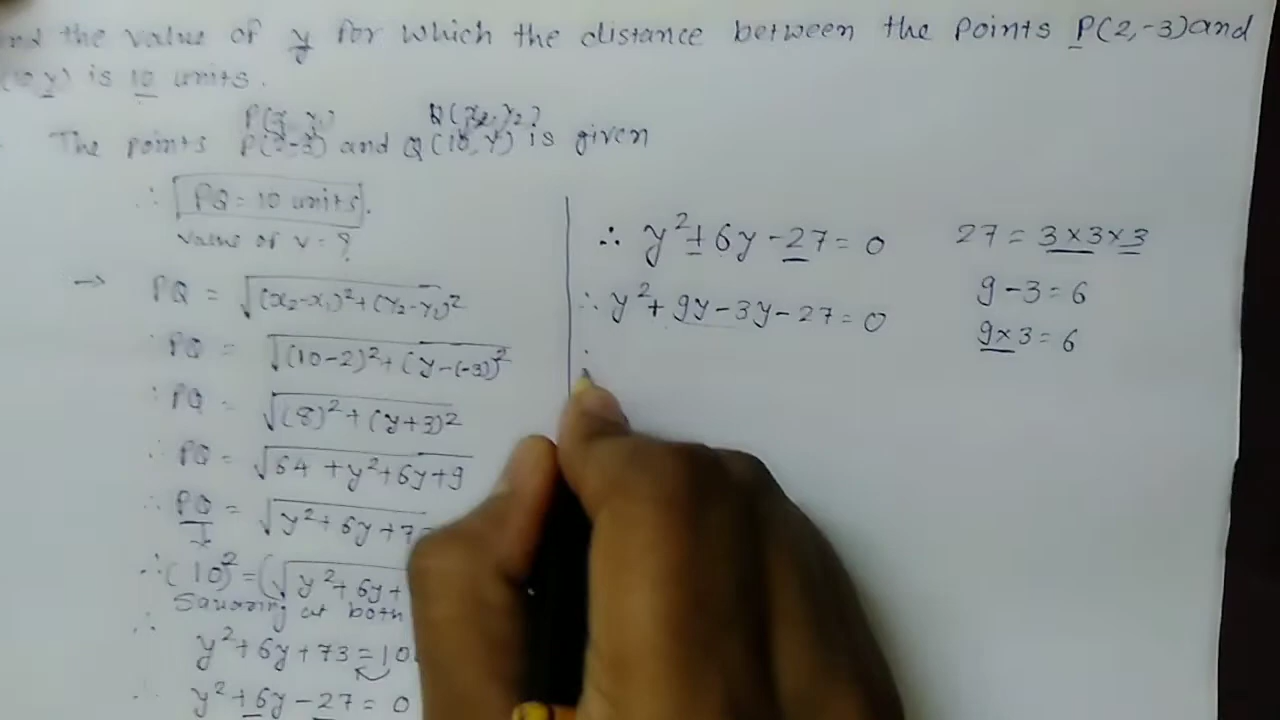 the value of y for which the distance between the points P(2,-3) and
y) is 10 units.
P(x, y1) Q(x2, y2)
The points P(2-3) and Q(10, y) is given
∴ PQ = 10 units.
value of y = ?
→ PQ = √(x2-x1)²+(y2-y1)²
∴ PQ = √(10-2)²+(y-(-3))²
∴ PQ = √(8)²+(y+3)²
∴ PQ = √64+y²+6y+9
∴ PQ = √y²+6y+7
∴ (10)² = (√y²+6y+
Squaring at both
∴ y²+6y+73=10
∴ y²+6y-27=0
∴ y²+6y-27=0
∴ y²+9y-3y-27=0
∴
27 = 3×3×3
9-3=6
9×3=6